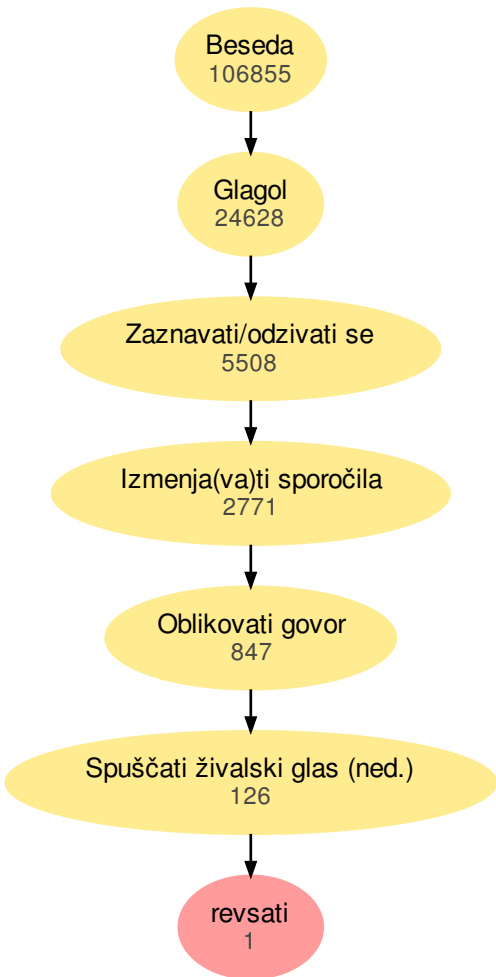 Beseda
106855
Glagol
24628
Zaznavati/odzivati se
5508
Izmenja(va)ti sporočila
2771
Oblikovati govor
847
Spuščati živalski glas (ned.)
126
revsati
1